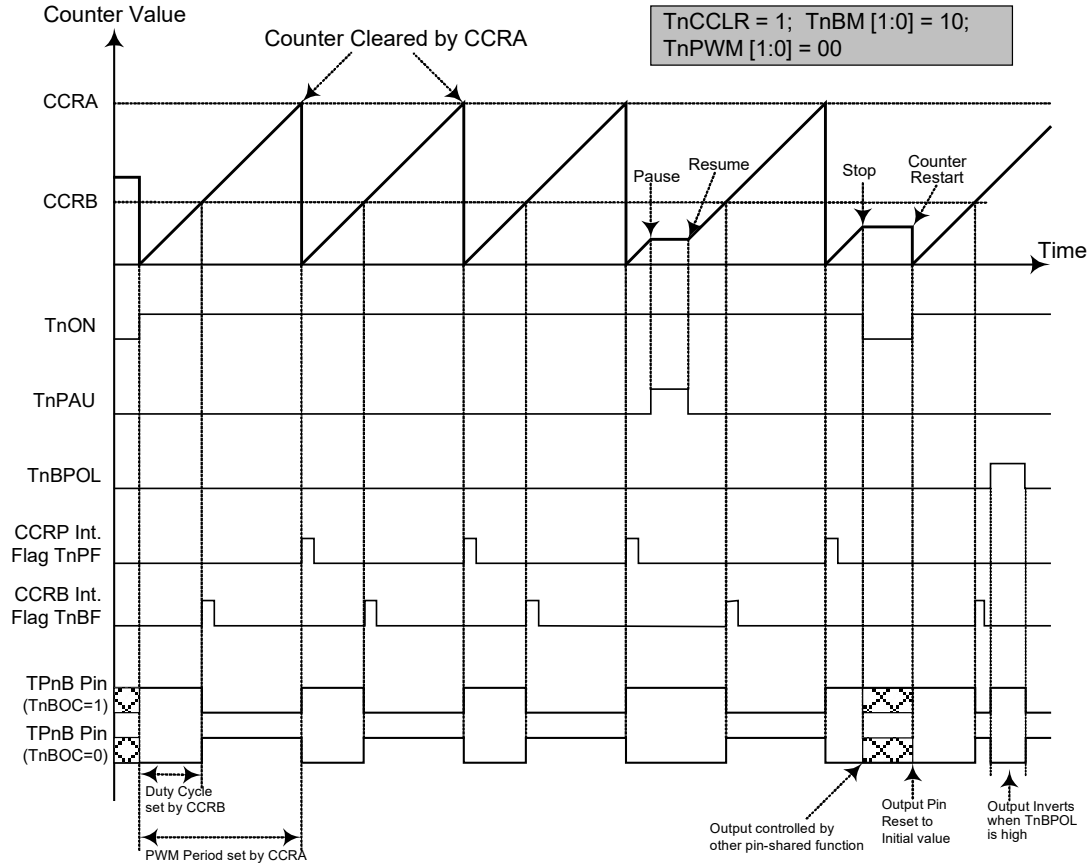 Counter Value
Counter Cleared by CCRA
TnCCLR = 1; TnBM [1:0] = 10;
TnPWM [1:0] = 00
CCRA
Pause
Resume
Stop
Counter
Restart
CCRB
Time
TnON
TnPAU
TnBPOL
CCRP Int.
Flag TnPF
CCRB Int.
Flag TnBF
TPnB Pin
(TnBOC=1)
TPnB Pin
(TnBOC=0)
Duty Cycle
set by CCRB
PWM Period set by CCRA
Output controlled by
other pin-shared function
Output Pin
Reset to
Initial value
Output Inverts
when TnBPOL
is high